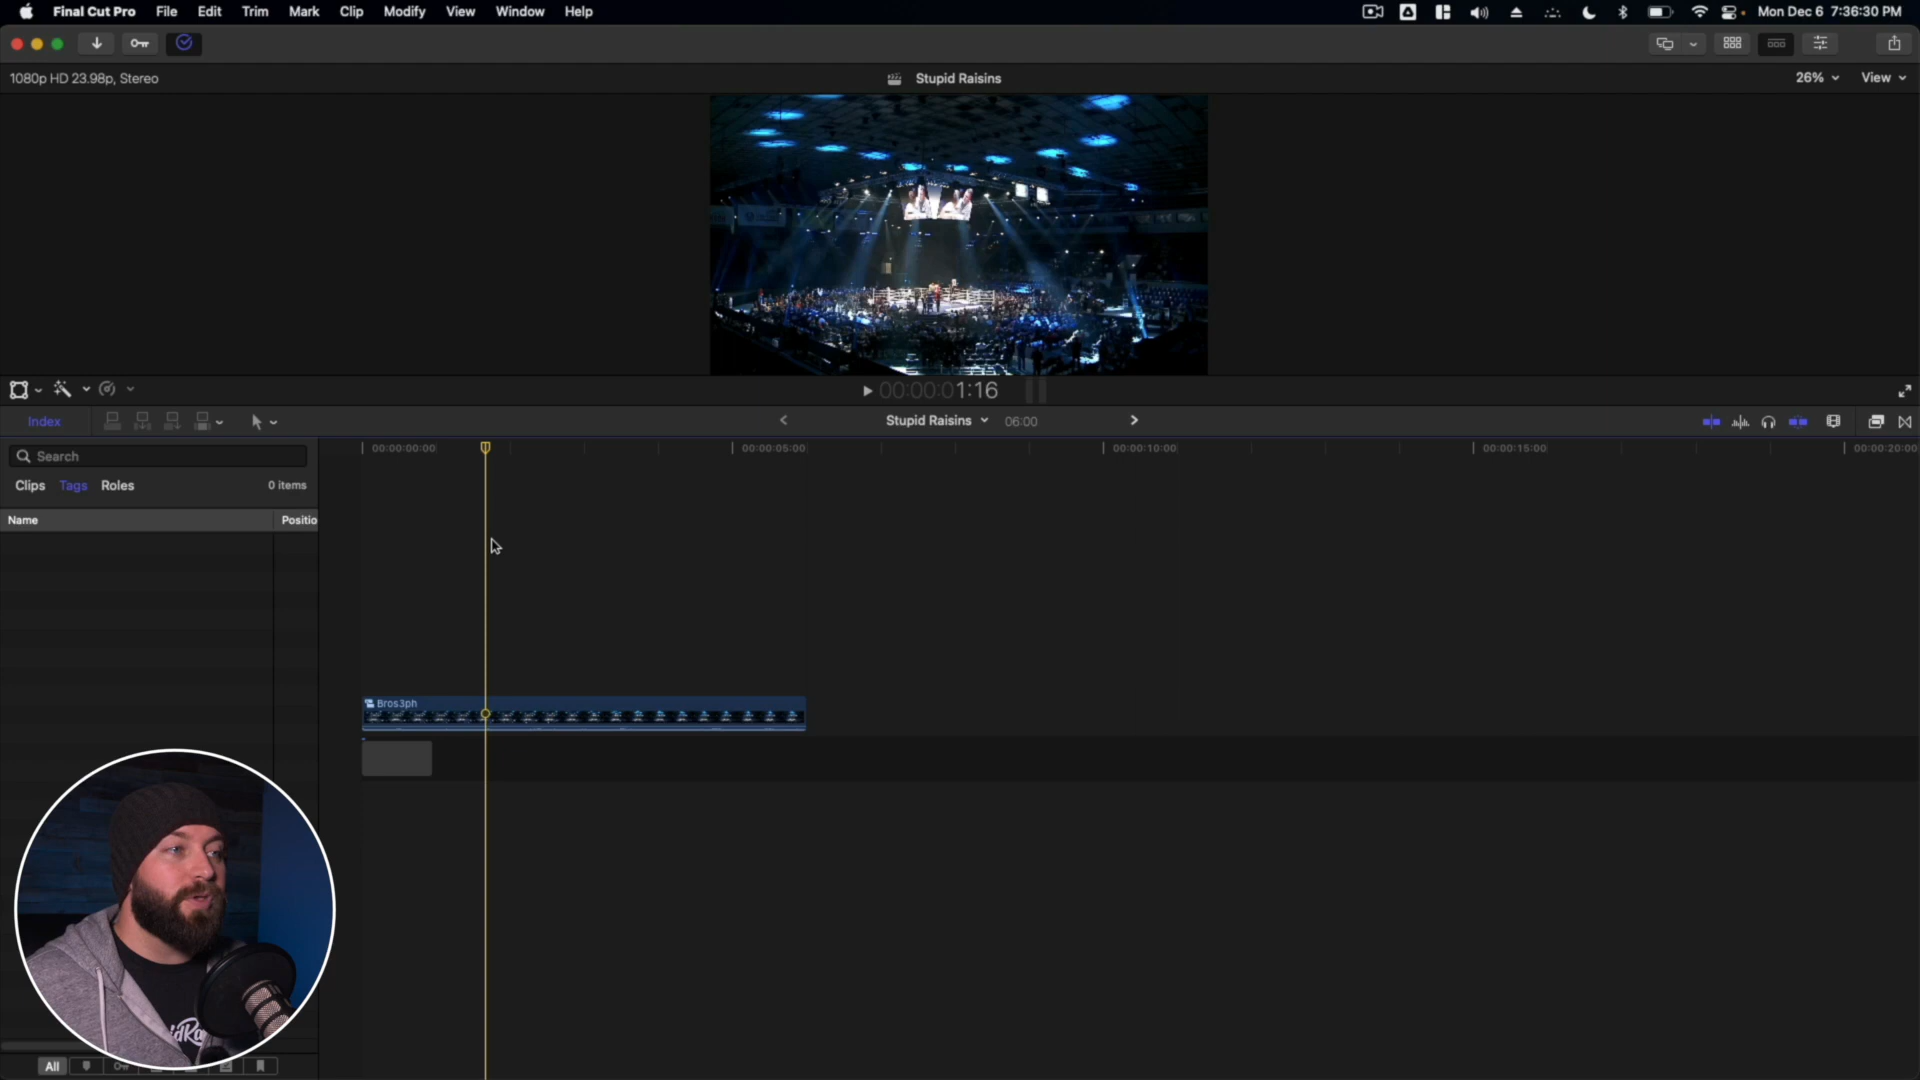 Final Cut Pro File Edit Trim Mark Clip Modify View Window Help Mon Dec 6 7:36:30 PM
1080p HD 23.98p, Stereo Stupid Raisins 26% View
00:00:01:16
Index Stupid Raisins 06:00
00:00:00:00 00:00:05:00 00:00:10:00 00:00:15:00 00:00:20:00
Search
Clips Tags Roles 0 items
Name Positio
Bros3ph
All